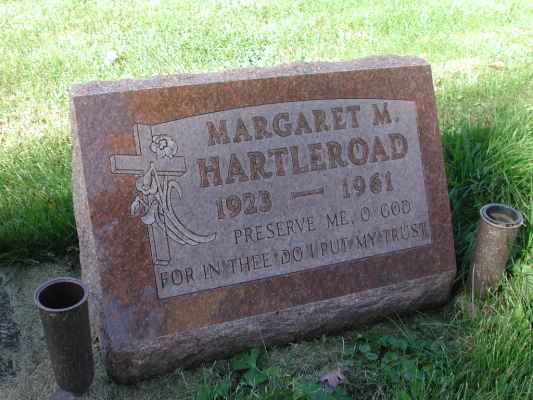 MARGARET M.
HARTLEROAD
1923 — 1961
PRESERVE ME, O GOD
FOR IN THEE DO I PUT MY TRUST